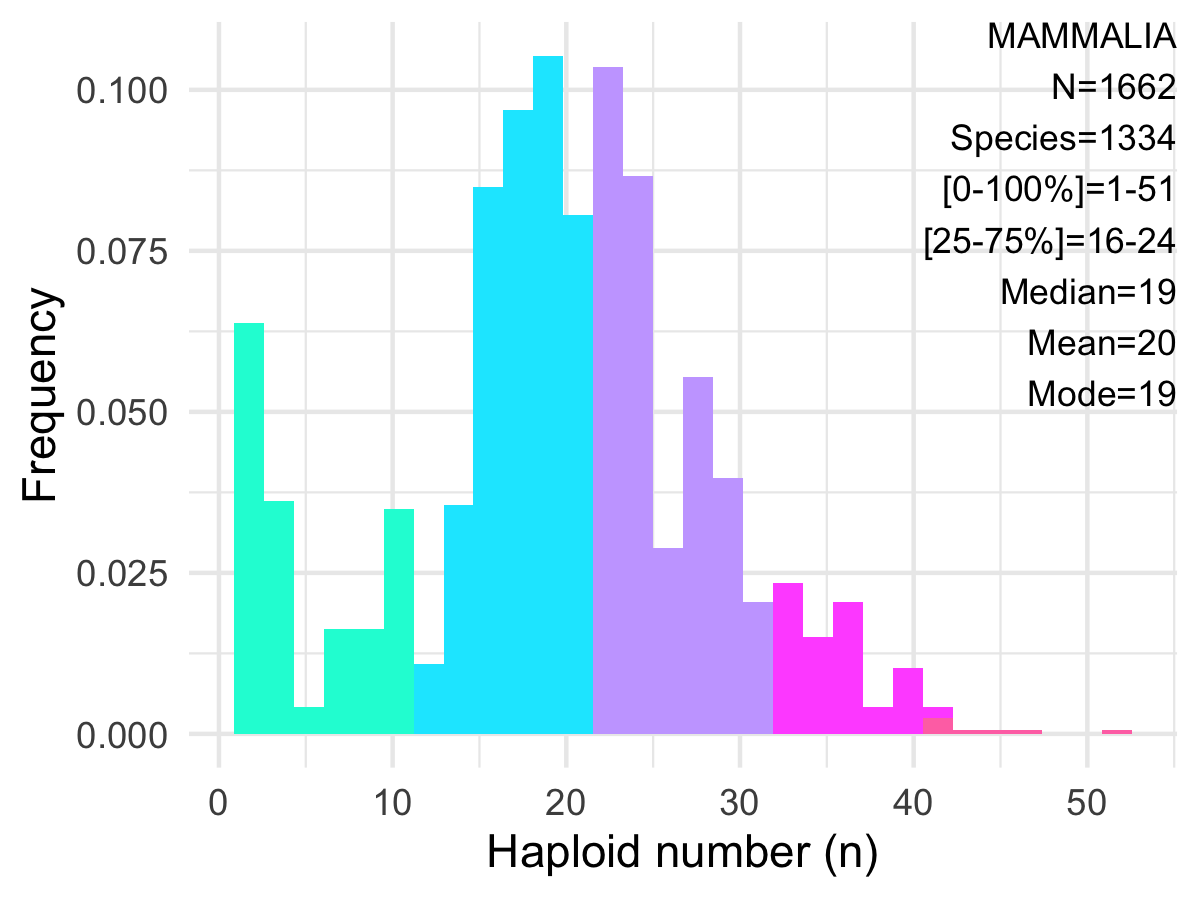 MAMMALIA
N=1662
Species=1334
[0-100%]=1-51
[25-75%]=16-24
Median=19
Mean=20
Mode=19
Frequency
0.100
0.075
0.050
0.025
0.000
0 10 20 30 40 50
Haploid number (n)